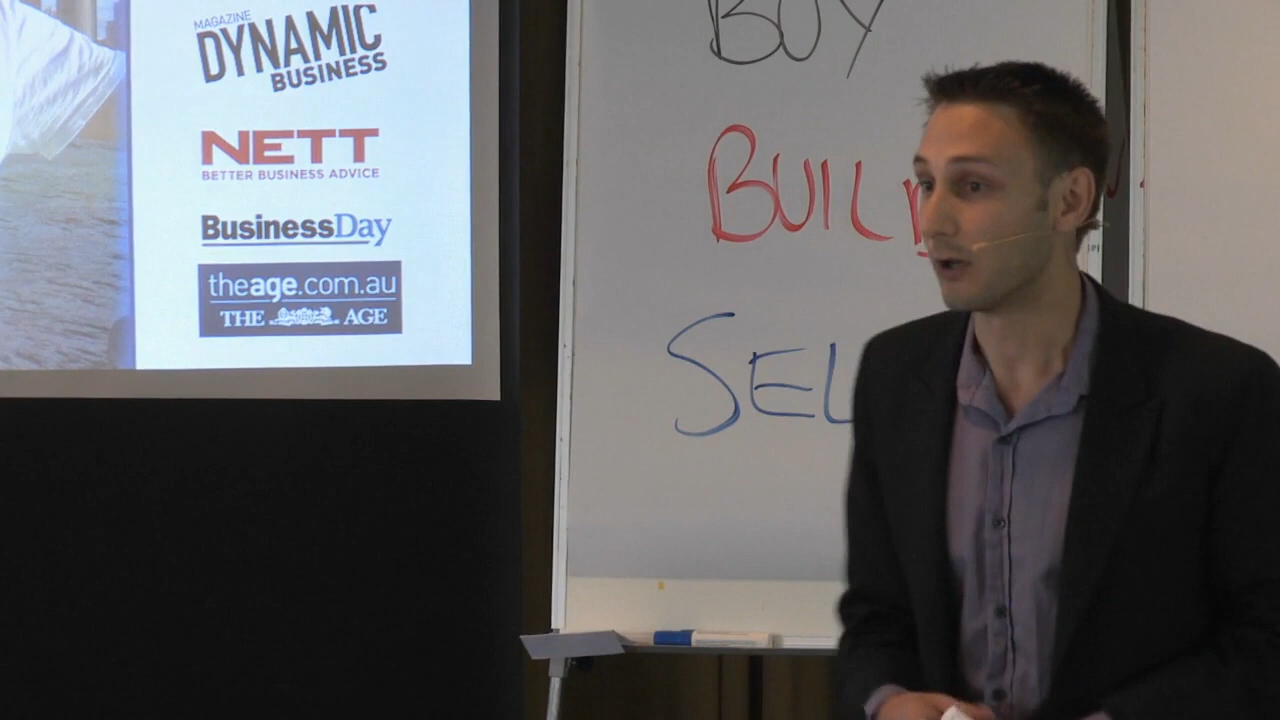 MAGAZINE
DYNAMIC
BUSINESS
NETT
BETTER BUSINESS ADVICE
BusinessDay
theage.com.au
THE AGE
BUY
BUIL
SEL